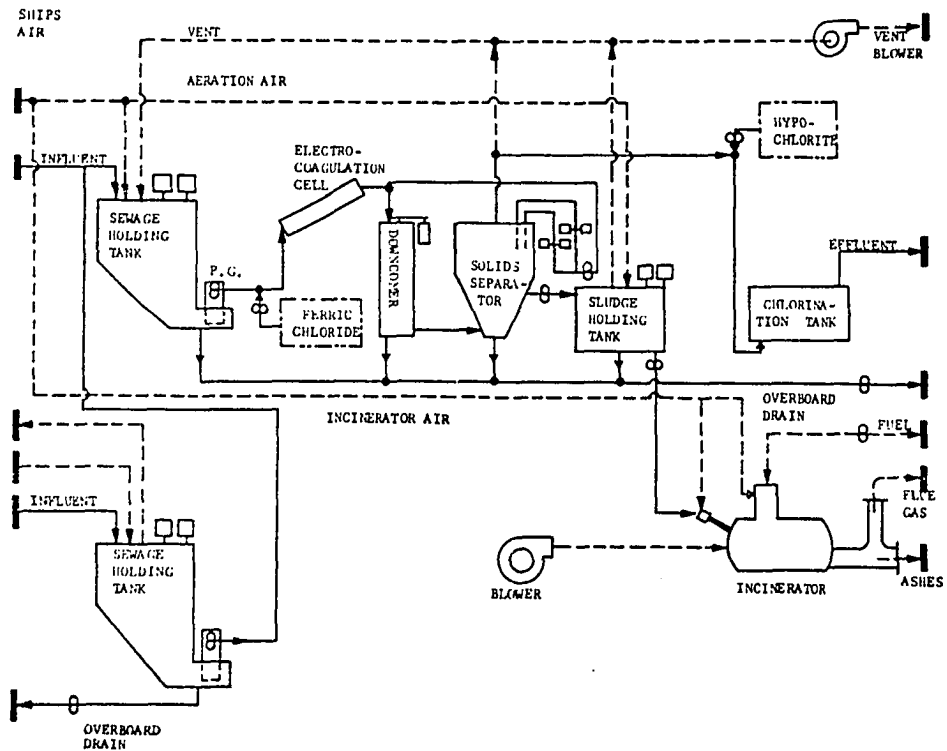 SHIPS
AIR
VENT
VENT
BLOWER
AERATION AIR
HYPO-
CHLORITE
INFLUENT
ELECTRO-
COAGULATION
CELL
SEWAGE
HOLDING
TANK
P.G.
FERRIC
CHLORIDE
DOWNCOMER
SOLIDS
SEPARA-
TOR
SLUDGE
HOLDING
TANK
EFFLUENT
CHLORINA-
TION TANK
OVERBOARD
DRAIN
INCINERATOR AIR
FUEL
FLUE
GAS
INFLUENT
SEWAGE
HOLDING
TANK
BLOWER
INCINERATOR
ASHES
OVERBOARD
DRAIN